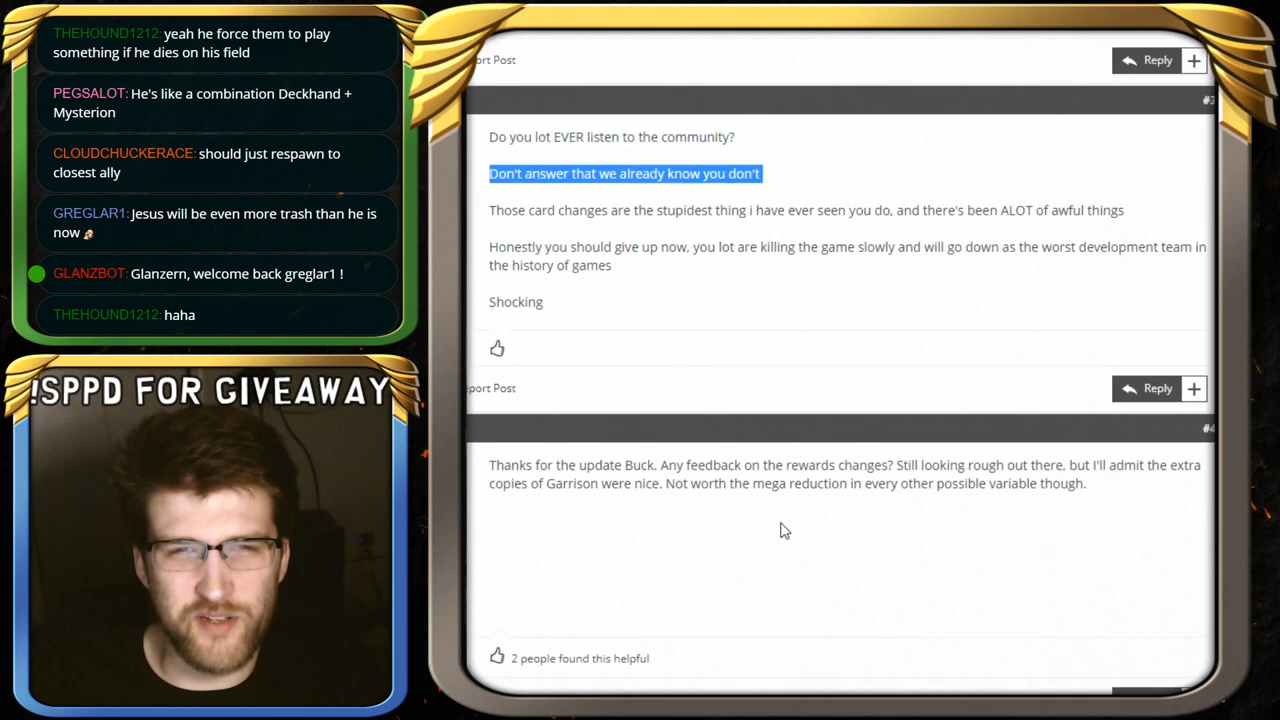 THEHOUND1212: yeah he force them to play
something if he dies on his field
PEGSALOT: He's like a combination Deckhand +
Mysterion
CLOUDCHUCKERACE: should just respawn to
closest ally
GREGLAR1: Jesus will be even more trash than he is
now
GLANZBOT: Glanzern, welcome back greglar1 !
THEHOUND1212: haha
!SPPD FOR GIVEAWAY
ort Post
Reply +
#3
Do you lot EVER listen to the community?
Don't answer that we already know you don't
Those card changes are the stupidest thing i have ever seen you do, and there's been ALOT of awful things
Honestly you should give up now, you lot are killing the game slowly and will go down as the worst development team in
the history of games
Shocking
eport Post
Reply +
#4
Thanks for the update Buck. Any feedback on the rewards changes? Still looking rough out there, but I'll admit the extra
copies of Garrison were nice. Not worth the mega reduction in every other possible variable though.
2 people found this helpful